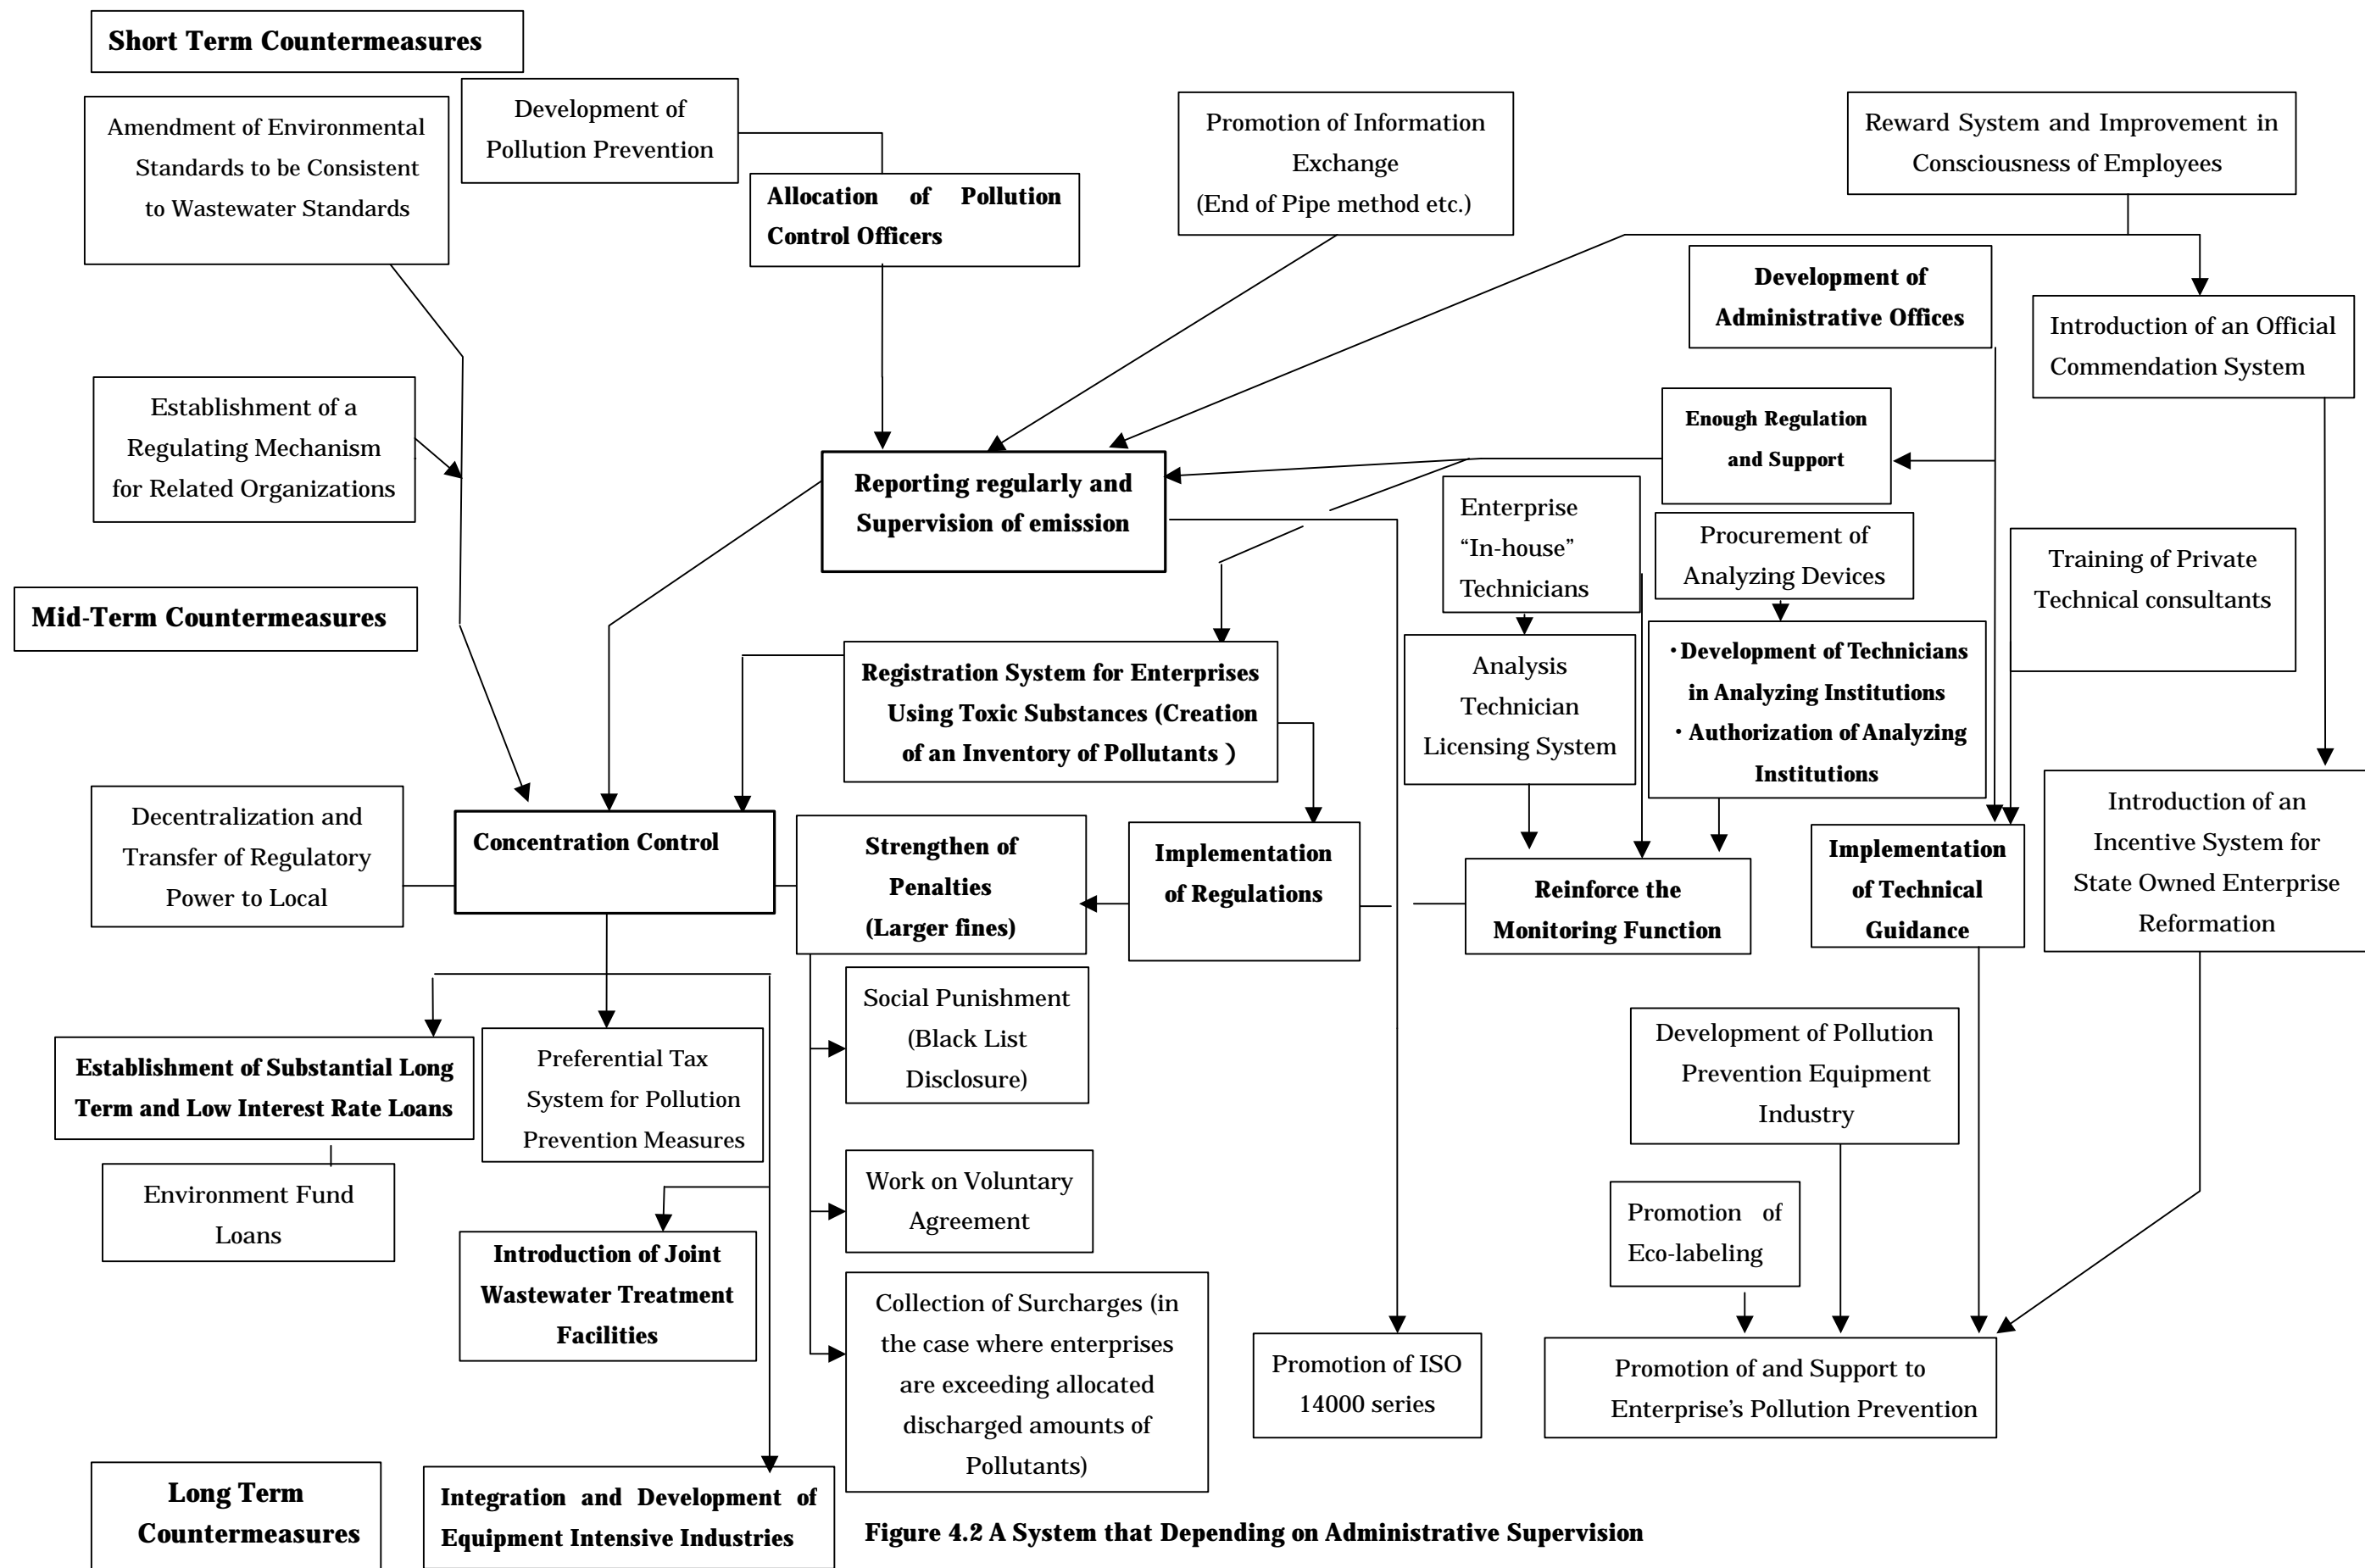 Short Term Countermeasures
Amendment of Environmental
Standards to be Consistent
to Wastewater Standards
Development of
Pollution Prevention
Allocation of Pollution
Control Officers
Promotion of Information
Exchange
(End of Pipe method etc.)
Reward System and Improvement in
Consciousness of Employees
Development of
Administrative Offices
Introduction of an Official
Commendation System
Establishment of a
Regulating Mechanism
for Related Organizations
Enough Regulation
and Support
Reporting regularly and
Supervision of emission
Enterprise
“In-house”
Technicians
Procurement of
Analyzing Devices
Training of Private
Technical consultants
Mid-Term Countermeasures
Registration System for Enterprises
Using Toxic Substances (Creation
of an Inventory of Pollutants )
Analysis
Technician
Licensing System
・Development of Technicians
in Analyzing Institutions
・Authorization of Analyzing
Institutions
Decentralization and
Transfer of Regulatory
Power to Local
Concentration Control
Strengthen of
Penalties
(Larger fines)
Implementation
of Regulations
Reinforce the
Monitoring Function
Implementation
of Technical
Guidance
Introduction of an
Incentive System for
State Owned Enterprise
Reformation
Establishment of Substantial Long
Term and Low Interest Rate Loans
Preferential Tax
System for Pollution
Prevention Measures
Social Punishment
(Black List
Disclosure)
Development of Pollution
Prevention Equipment
Industry
Environment Fund
Loans
Work on Voluntary
Agreement
Promotion of
Eco-labeling
Introduction of Joint
Wastewater Treatment
Facilities
Collection of Surcharges (in
the case where enterprises
are exceeding allocated
discharged amounts of
Pollutants)
Promotion of ISO
14000 series
Promotion of and Support to
Enterprise’s Pollution Prevention
Long Term
Countermeasures
Integration and Development of
Equipment Intensive Industries
Figure 4.2 A System that Depending on Administrative Supervision